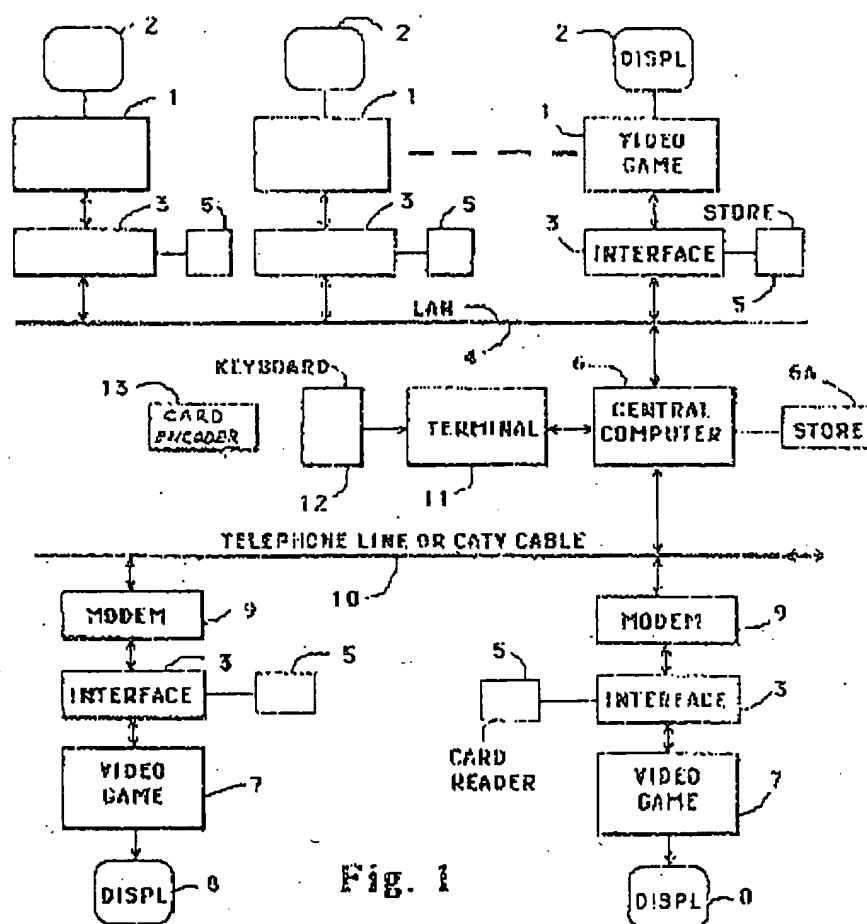 2 2 2 DISPL
1 1 1 VIDEO
GAME
3 5 3 5 STORE
3 INTERFACE
5
LAN
4
KEYBOARD 6 6A
13 CARD
ENCODER TERMINAL CENTRAL
COMPUTER STORE
12 11
TELEPHONE LINE OR CATV CABLE
10
MODEM 9 MODEM 9
3 5 5
INTERFACE INTERFACE 3
CARD
READER
VIDEO
GAME 7 VIDEO
GAME 7
DISPL 8 Fig. 1 DISPL 8